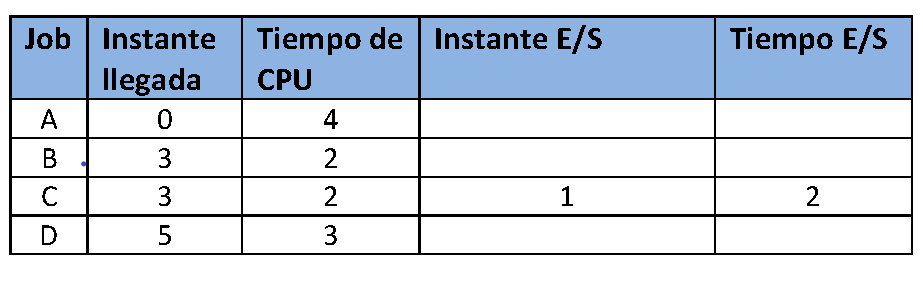 Job Instante llegada Tiempo de CPU Instante E/S Tiempo E/S
A 0 4
B 3 2
C 3 2 1 2
D 5 3